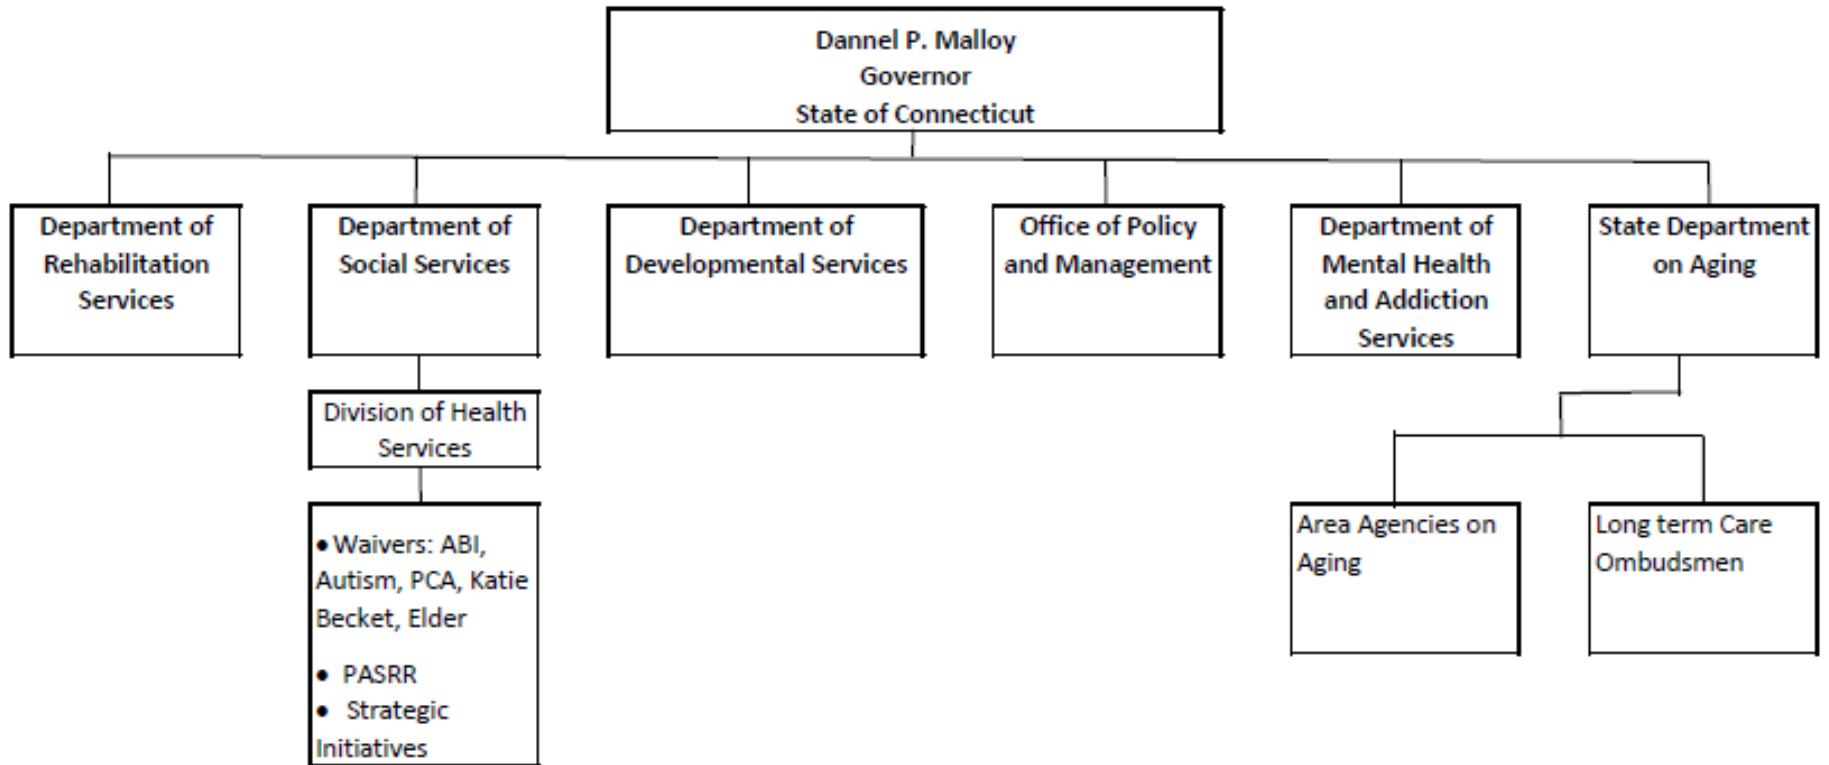 Dannel P. Malloy
Governor
State of Connecticut
Department of
Rehabilitation
Services
Department of
Social Services
Department of
Developmental Services
Office of Policy
and Management
Department of
Mental Health
and Addiction
Services
State Department
on Aging
Division of Health
Services
• Waivers: ABI,
Autism, PCA, Katie
Becket, Elder
• PASRR
• Strategic
Initiatives
Area Agencies on
Aging
Long term Care
Ombudsmen